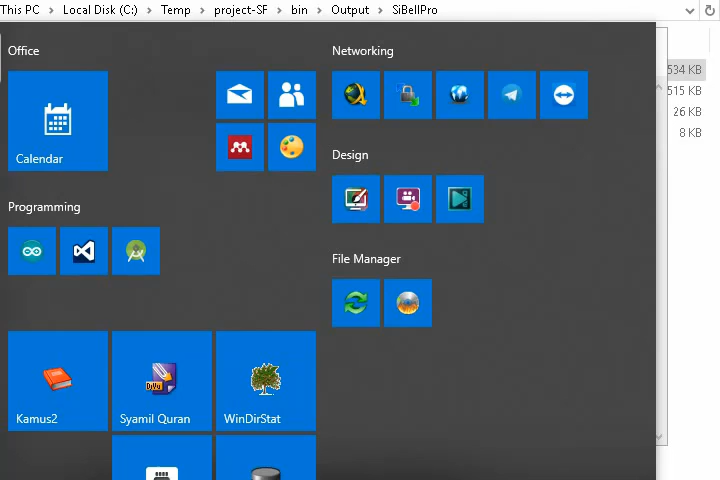 This PC > Local Disk (C:) > Temp > project-SF > bin > Output > SiBellPro
Office
Networking
534 KB
515 KB
26 KB
8 KB
Calendar
Design
Programming
File Manager
DjVu
Kamus2
Syamil Quran
WinDirStat